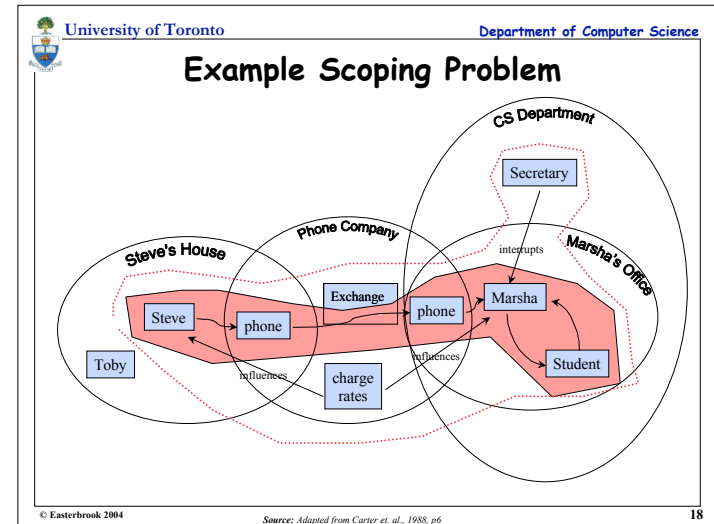 University of Toronto
Department of Computer Science
Example Scoping Problem
CS Department
Secretary
Phone Company
Steve's House
interrupts
Marsha's Office
Exchange
Marsha
phone
Steve
phone
Toby
influences
influences
Student
charge
rates
© Easterbrook 2004
Source: Adapted from Carter et. al., 1988, p6
18